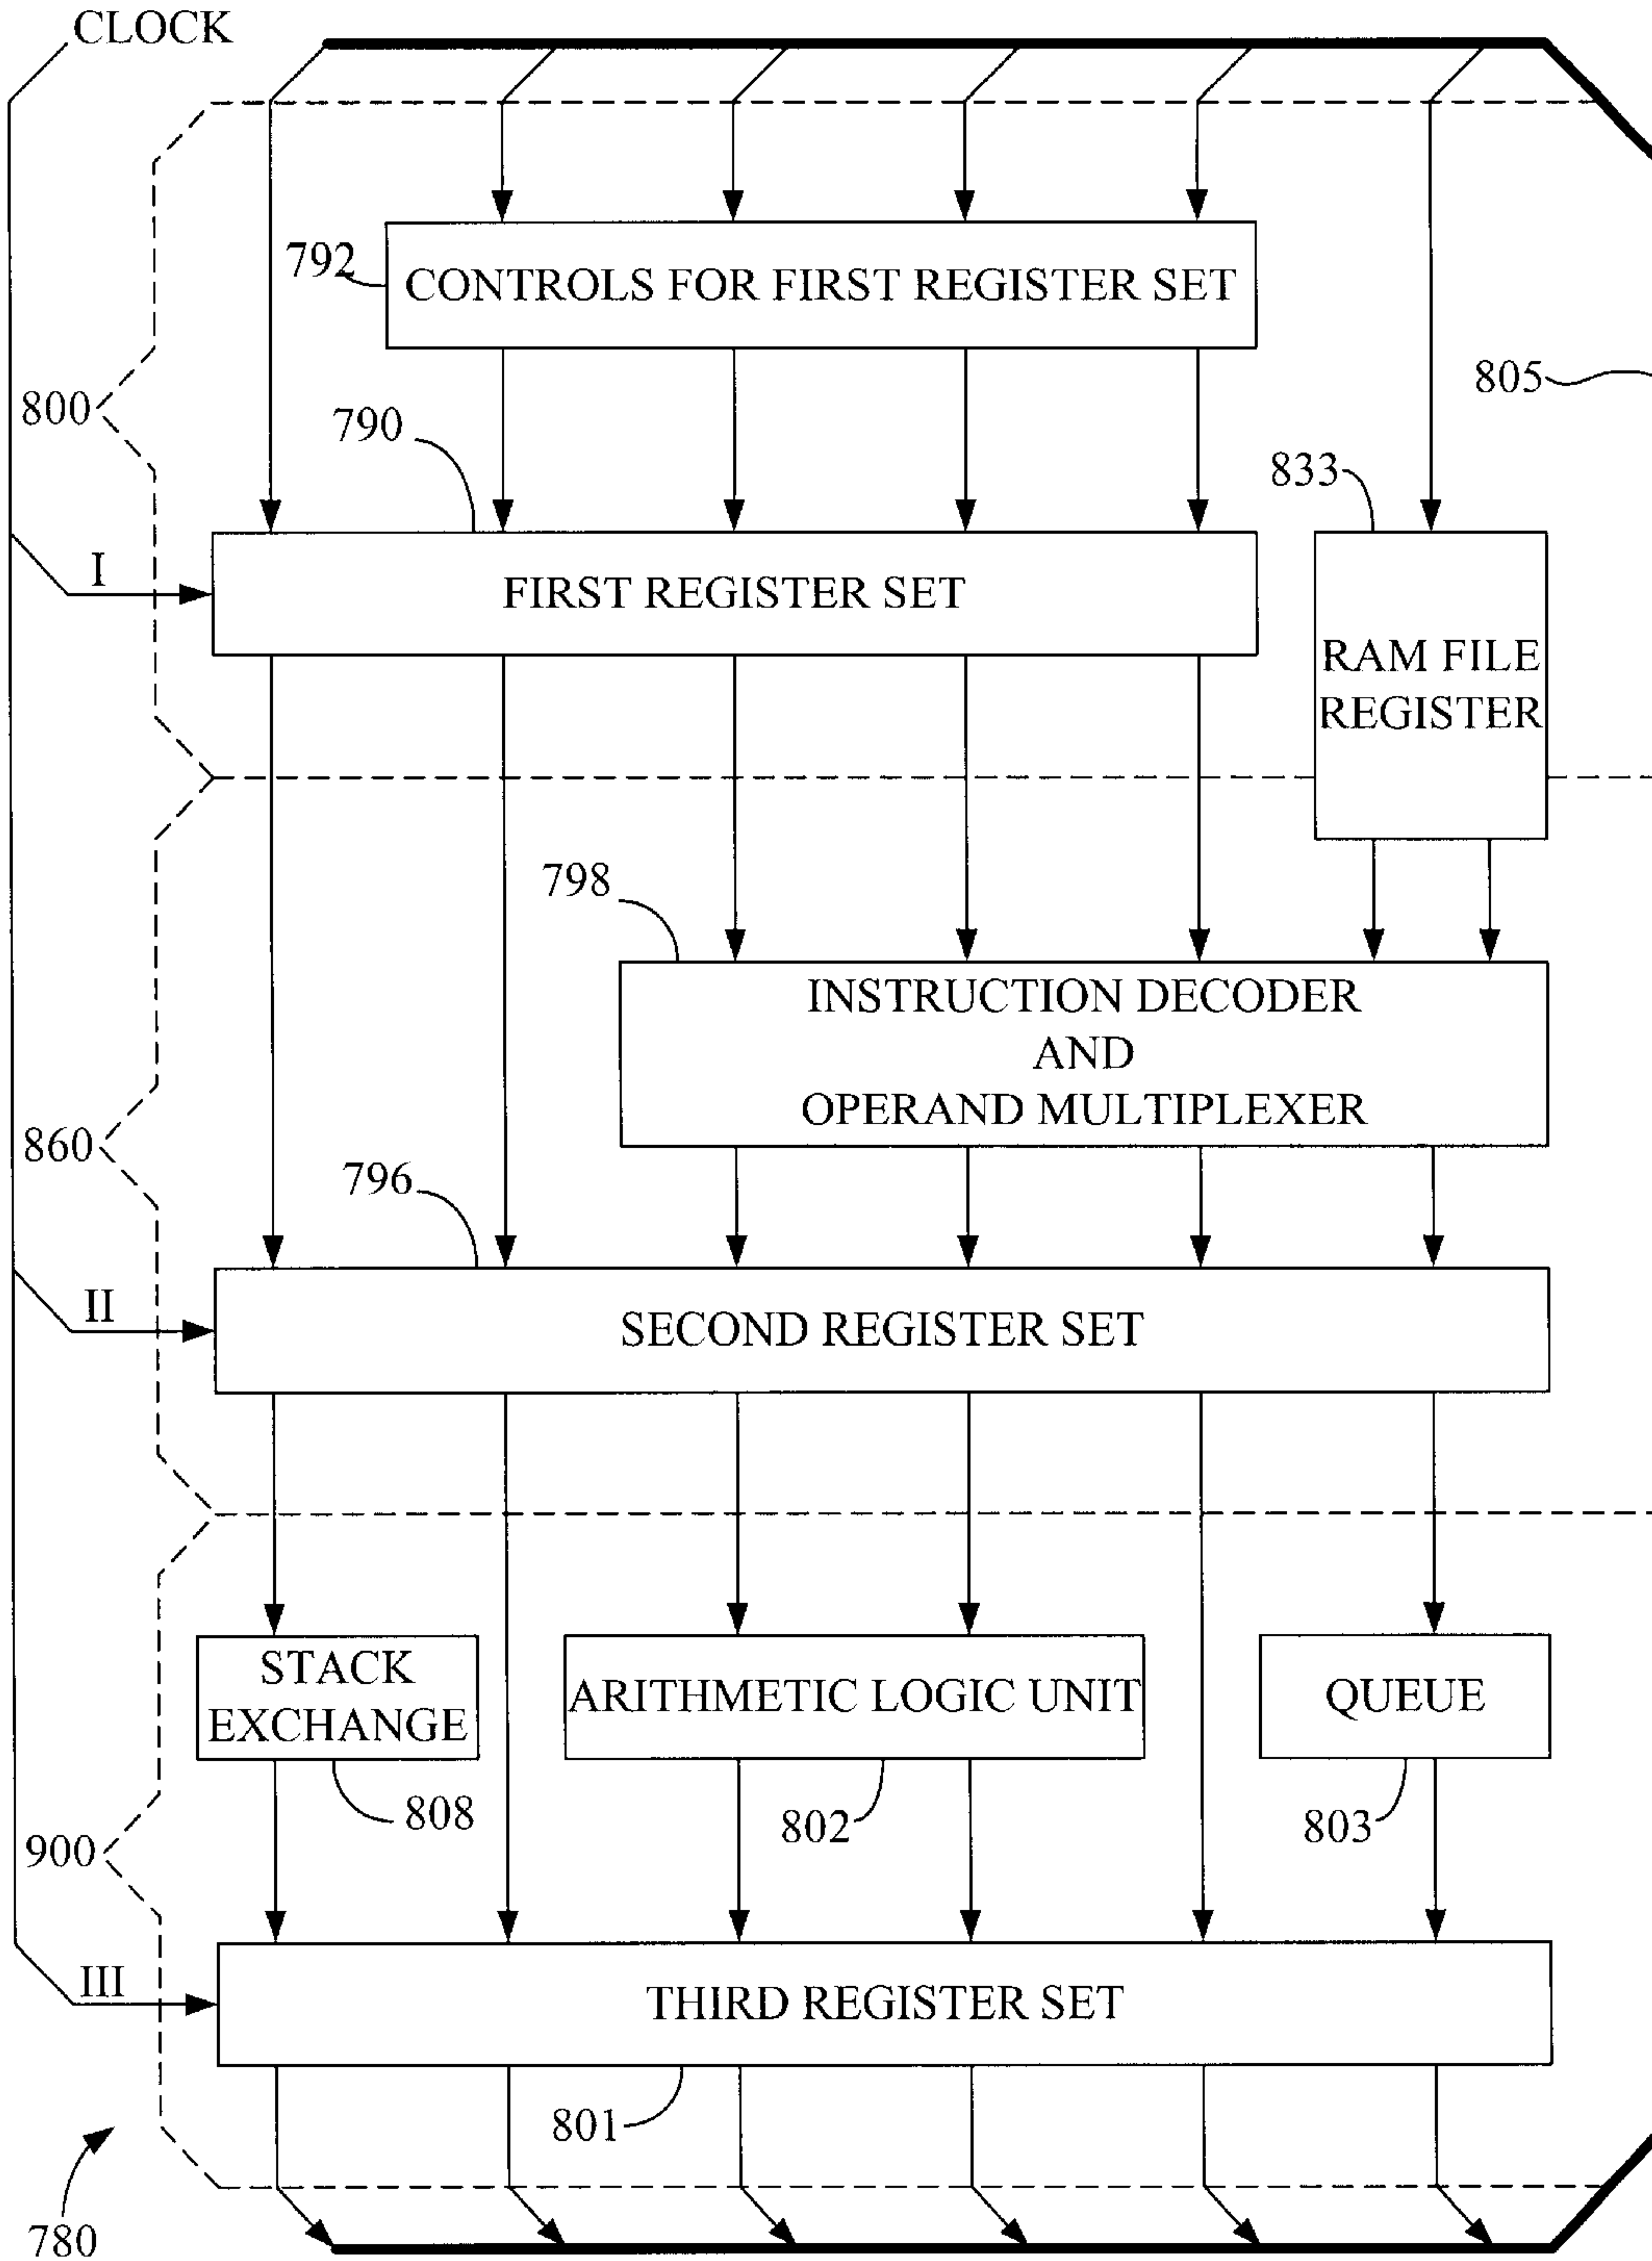 CLOCK
792
CONTROLS FOR FIRST REGISTER SET
805
800
790
833
I
FIRST REGISTER SET
RAM FILE
REGISTER
798
INSTRUCTION DECODER
AND
OPERAND MULTIPLEXER
860
796
II
SECOND REGISTER SET
STACK
EXCHANGE
ARITHMETIC LOGIC UNIT
QUEUE
808
802
803
900
III
THIRD REGISTER SET
801
780